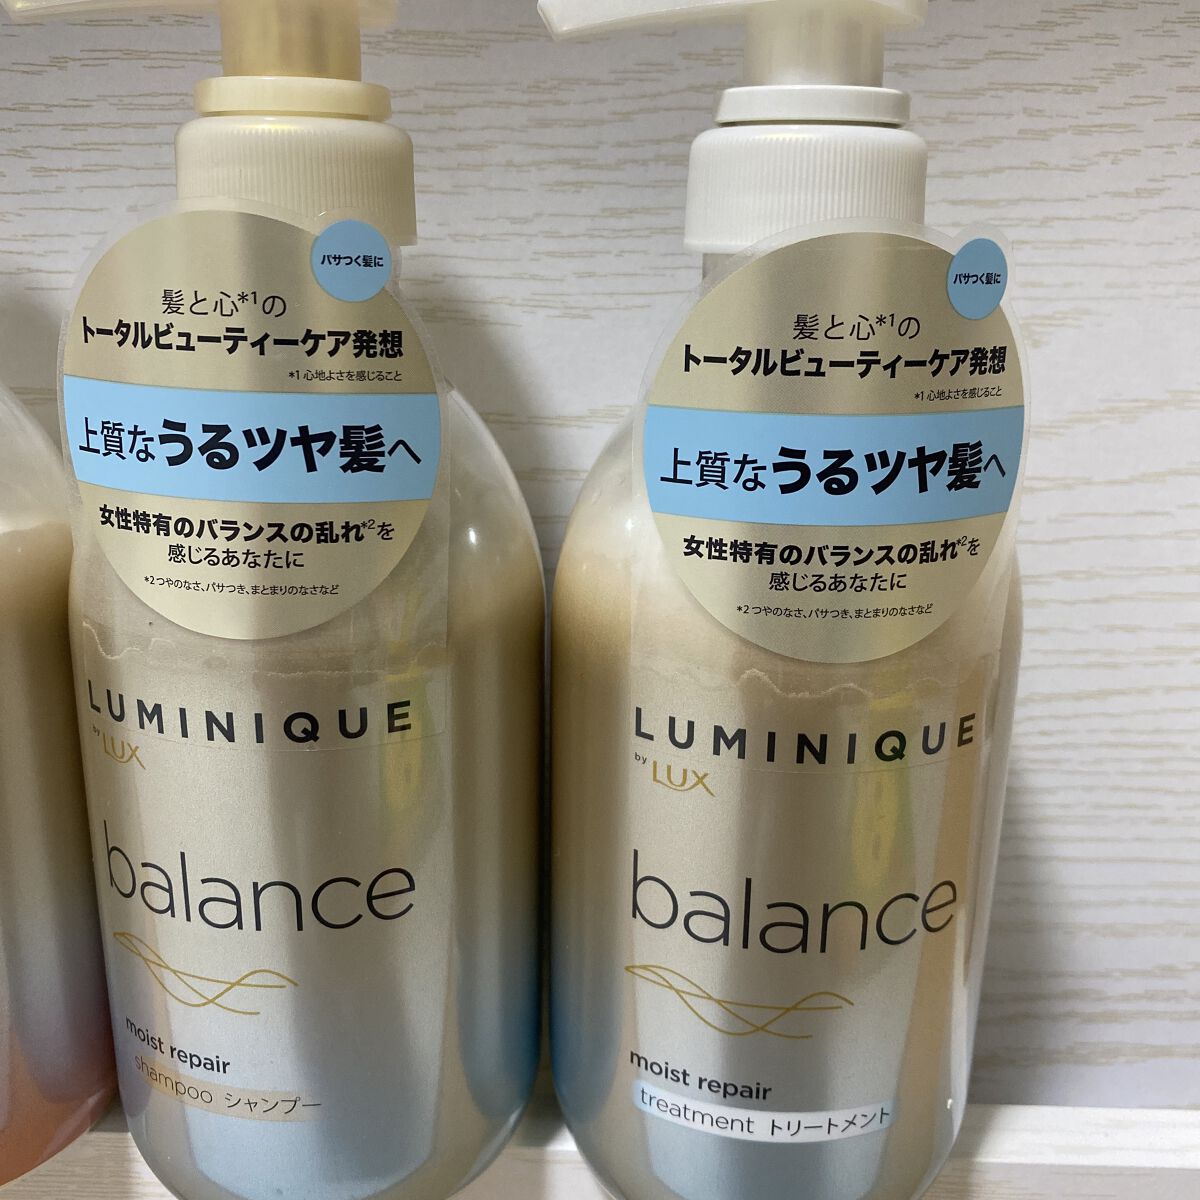 パサつく髪に
髪と心*1の
トータルビューティーケア発想
*1 心地よさを感じること
上質なうるツヤ髪へ
女性特有のバランスの乱れ*2を
感じるあなたに
*2 つやのなさ、パサつき、まとまりのなさなど
LUMINIQUE
by LUX
balance
moist repair
shampoo シャンプー
パサつく髪に
髪と心*1の
トータルビューティーケア発想
*1 心地よさを感じること
上質なうるツヤ髪へ
女性特有のバランスの乱れ*2を
感じるあなたに
*2 つやのなさ、パサつき、まとまりのなさなど
LUMINIQUE
by LUX
balance
moist repair
treatment トリートメント